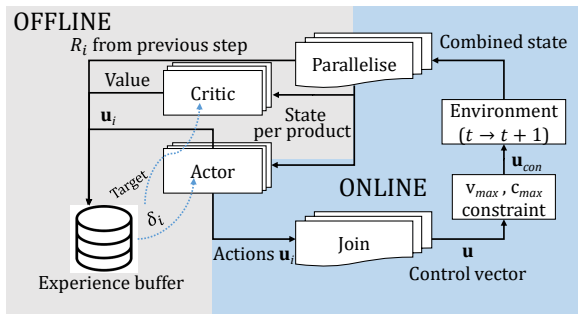 OFFLINE
R_i from previous step
Parallelise
Combined state
Value
Critic
State
per product
Environment
(t → t + 1)
u_i
Target
Actor
δ_i
ONLINE
u_con
v_max , c_max
constraint
Actions u_i
Join
u
Control vector
Experience buffer